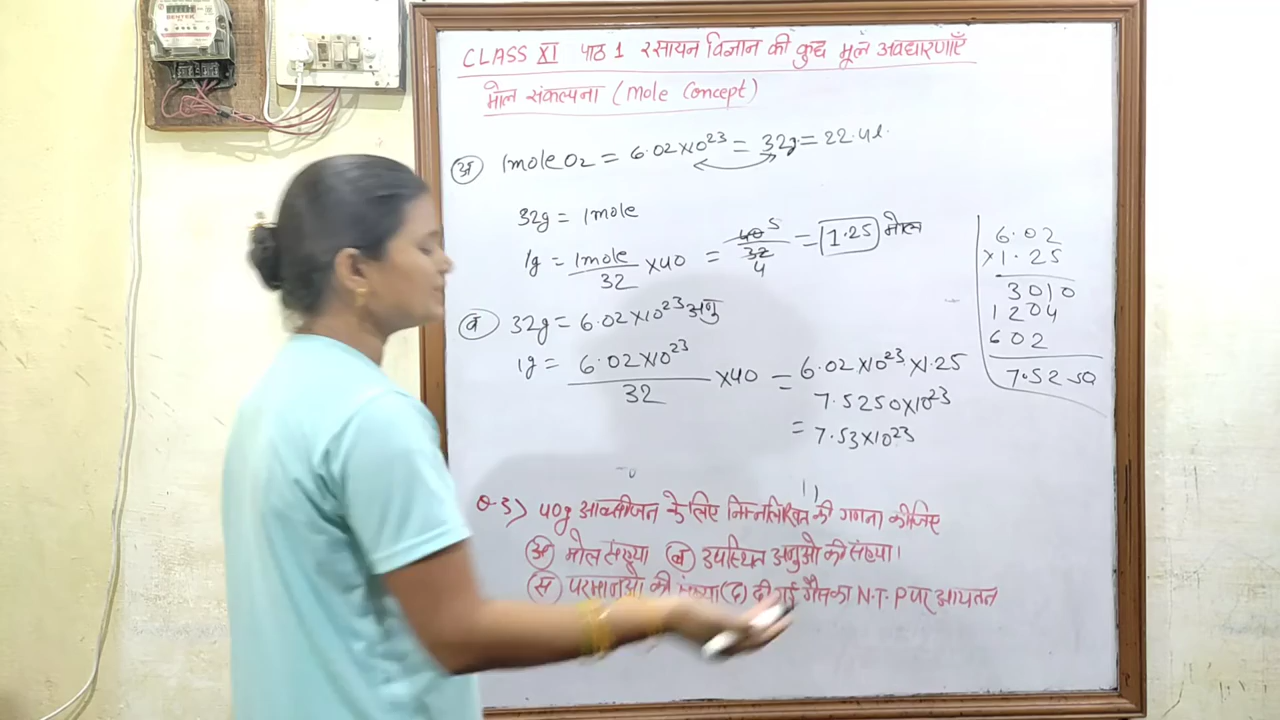 CLASS XI पाठ 1 रसायन विज्ञान की कुछ मूल अवधारणाएँ
मोल संकल्पना (Mole Concept)
अ 1mole O2 = 6.02×10²³ = 32g = 22.4l.
32g = 1mole
1g = 1mole/32 ×40 = 40 5/32 4 = 1.25 मोल
ब 32g = 6.02×10²³ अनु
1g = 6.02×10²³/32 ×40 = 6.02×10²³ ×1.25
7.5250×10²³
= 7.53×10²³
6.02
×1.25
3010
1204
602
7.5250
Q-3> 40g आक्सीजन के लिए निम्नलिखित की गणना कीजिए
अ मोल संख्या ब उपस्थित अनुओ की संख्या।
स परमानुओ की संख्या (द) दी गई गैस का N.T.P पर आयतन